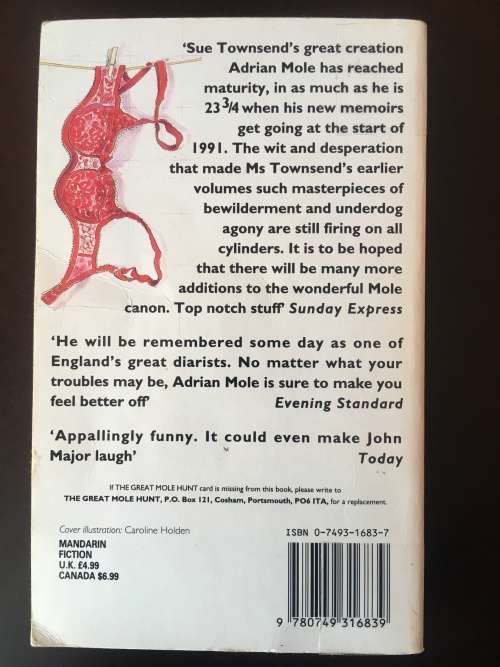 ‘Sue Townsend’s great creation
Adrian Mole has reached
maturity, in as much as he is
23 3/4 when his new memoirs
get going at the start of
1991. The wit and desperation
that made Ms Townsend’s earlier
volumes such masterpieces of
bewilderment and underdog
agony are still firing on all
cylinders. It is to be hoped
that there will be many more
additions to the wonderful Mole
canon. Top notch stuff’ Sunday Express
‘He will be remembered some day as one of
England’s great diarists. No matter what your
troubles may be, Adrian Mole is sure to make you
feel better off’ Evening Standard
‘Appallingly funny. It could even make John
Major laugh’ Today
If THE GREAT MOLE HUNT card is missing from this book, please write to
THE GREAT MOLE HUNT, P.O. Box 121, Cosham, Portsmouth, PO6 1TA, for a replacement.
Cover illustration: Caroline Holden
MANDARIN
FICTION
U.K. £4.99
CANADA $6.99
ISBN 0-7493-1683-7
9 780749 316839